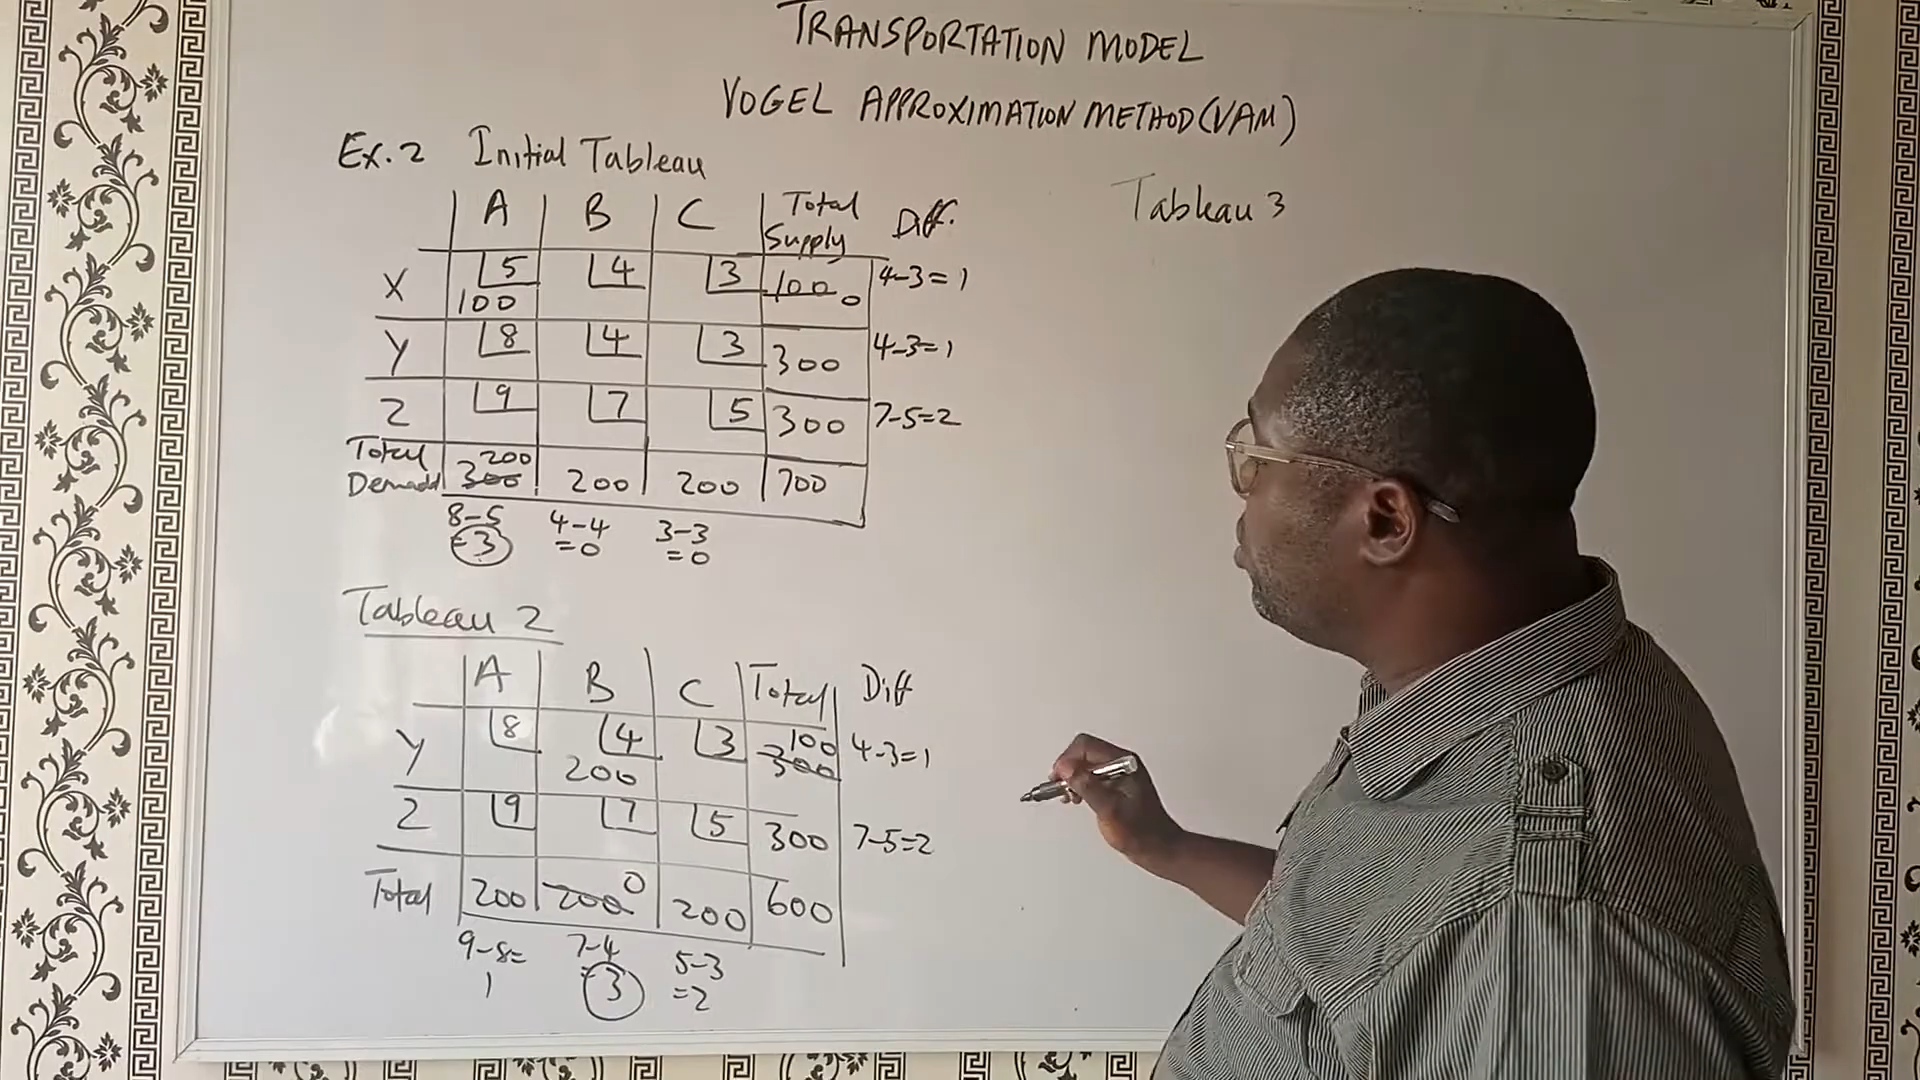 TRANSPORTATION MODEL
VOGEL APPROXIMATION METHOD (VAM)
Ex. 2 Initial Tableau
A B C Total Supply Diff.
X 5 4 3 100 0 4-3=1
100
Y 8 4 3 300 4-3=1
Z 9 7 5 300 7-5=2
Total Demand 300 200 200 200 700
8-5 =3 4-4 =0 3-3 =0
Tableau 2
A B C Total Diff
Y 8 4 3 300 100 4-3=1
200
Z 9 7 5 300 7-5=2
Total 200 200 0 200 600
9-8= 1 7-4 =3 5-3 =2
Tableau 3